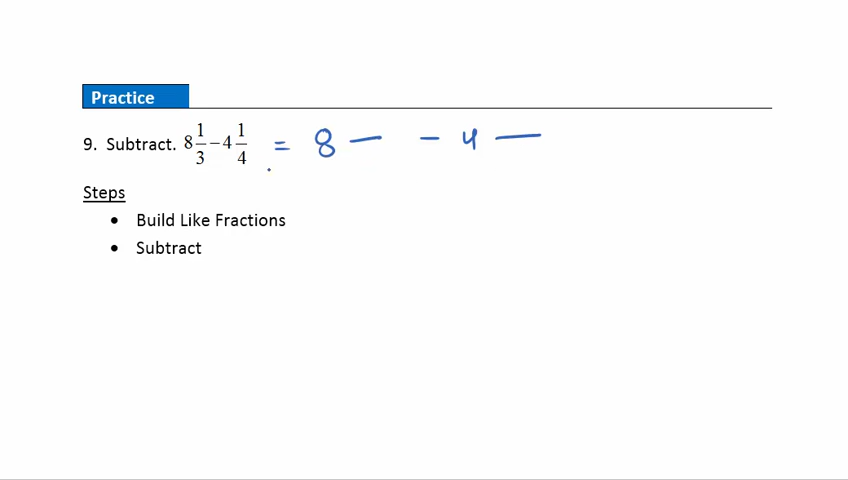 Practice
9. Subtract. 8 1/3 − 4 1/4 = 8 — - 4 —
Steps
• Build Like Fractions
• Subtract